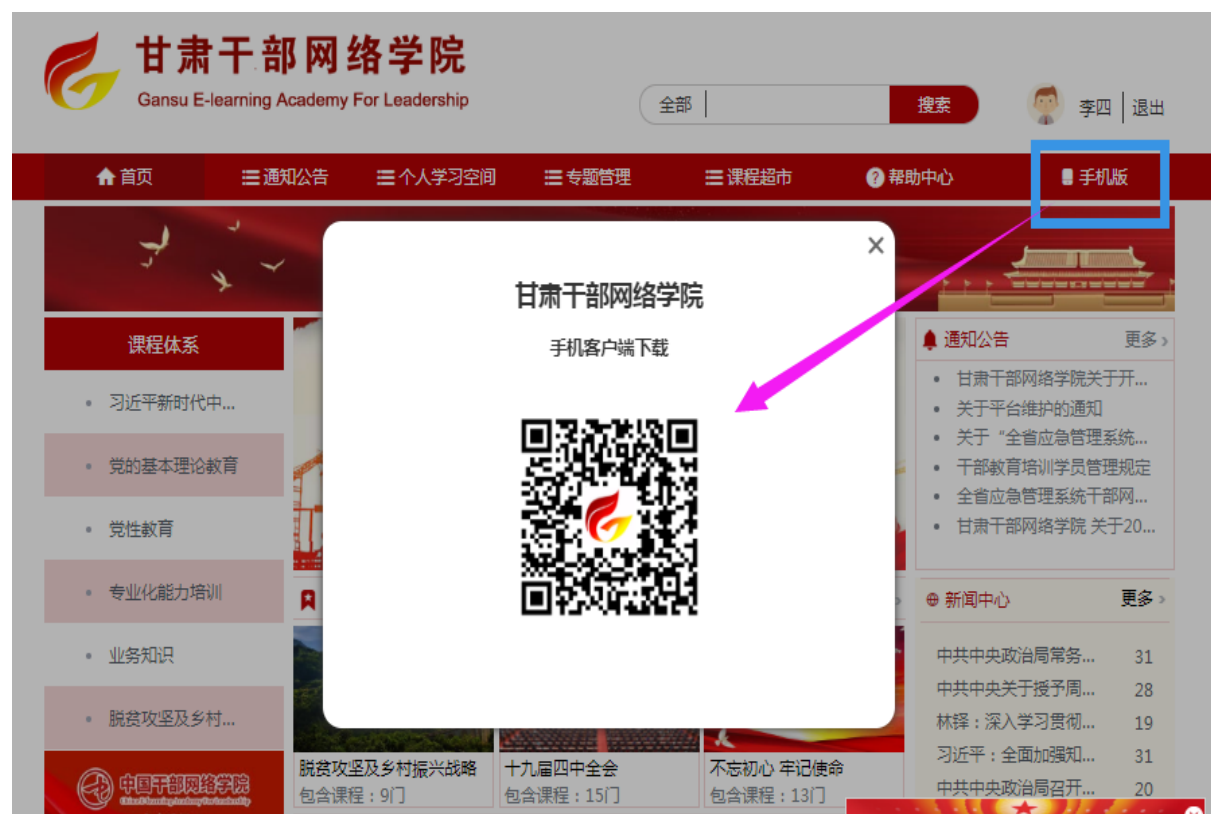 甘肃干部网络学院
Gansu E-learning Academy For Leadership
全部
搜索
李四
退出
首页
通知公告
个人学习空间
专题管理
课程超市
帮助中心
手机版
甘肃干部网络学院
手机客户端下载
课程体系
习近平新时代中...
党的基本理论教育
党性教育
专业化能力培训
业务知识
脱贫攻坚及乡村...
中国干部网络学院
通知公告
更多
甘肃干部网络学院关于开...
关于平台维护的通知
关于“全省应急管理系统...
干部教育培训学员管理规定
全省应急管理系统干部网...
甘肃干部网络学院 关于20...
新闻中心
更多
中共中央政治局常务... 31
中共中央关于授予周... 28
林铎：深入学习贯彻... 19
习近平：全面加强知... 31
中共中央政治局召开... 20
脱贫攻坚及乡村振兴战略
包含课程：9门
十九届四中全会
包含课程：15门
不忘初心 牢记使命
包含课程：13门